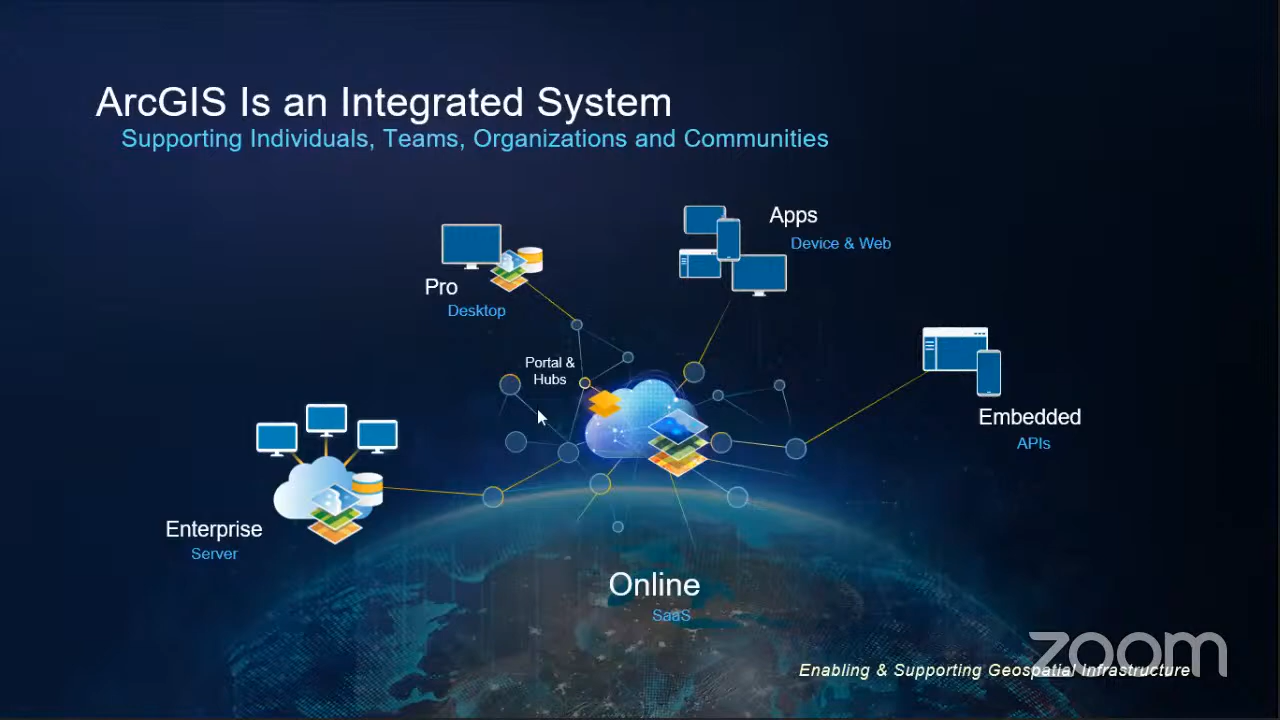 ArcGIS Is an Integrated System
Supporting Individuals, Teams, Organizations and Communities
Apps
Device & Web
Pro
Desktop
Portal &
Hubs
Embedded
APIs
Enterprise
Server
Online
SaaS
zoom
Enabling & Supporting Geospatial Infrastructure